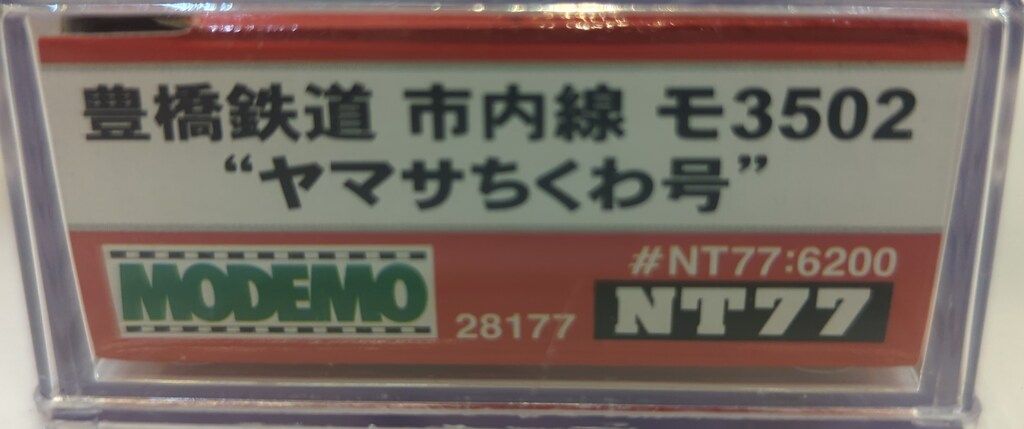 豊橋鉄道 市内線 モ3502
“ヤマサちくわ号”
MODEMO
28177
#NT77:6200
NT77